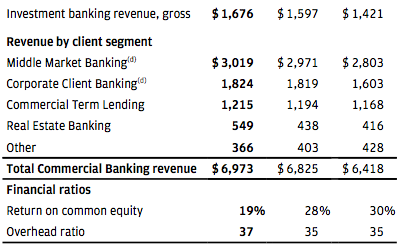 Investment banking revenue, gross $ 1,676 $ 1,597 $ 1,421
Revenue by client segment
Middle Market Banking(d) $ 3,019 $ 2,971 $ 2,803
Corporate Client Banking(d) 1,824 1,819 1,603
Commercial Term Lending 1,215 1,194 1,168
Real Estate Banking 549 438 416
Other 366 403 428
Total Commercial Banking revenue $ 6,973 $ 6,825 $ 6,418
Financial ratios
Return on common equity 19% 28% 30%
Overhead ratio 37 35 35